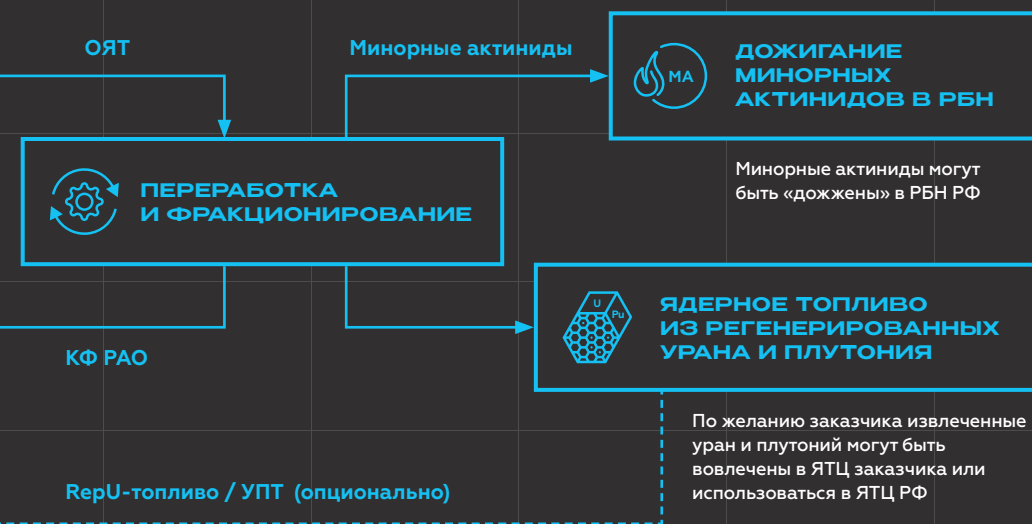 ОЯТ
Минорные актиниды
MA
ДОЖИГАНИЕ
МИНОРНЫХ
АКТИНИДОВ В РБН
Минорные актиниды могут
быть «дожжены» в РБН РФ
ПЕРЕРАБОТКА
И ФРАКЦИОНИРОВАНИЕ
КФ РАО
U
Pu
ЯДЕРНОЕ ТОПЛИВО
ИЗ РЕГЕНЕРИРОВАННЫХ
УРАНА И ПЛУТОНИЯ
По желанию заказчика извлеченные
уран и плутоний могут быть
вовлечены в ЯТЦ заказчика или
использоваться в ЯТЦ РФ
RepU-топливо / УПТ (опционально)